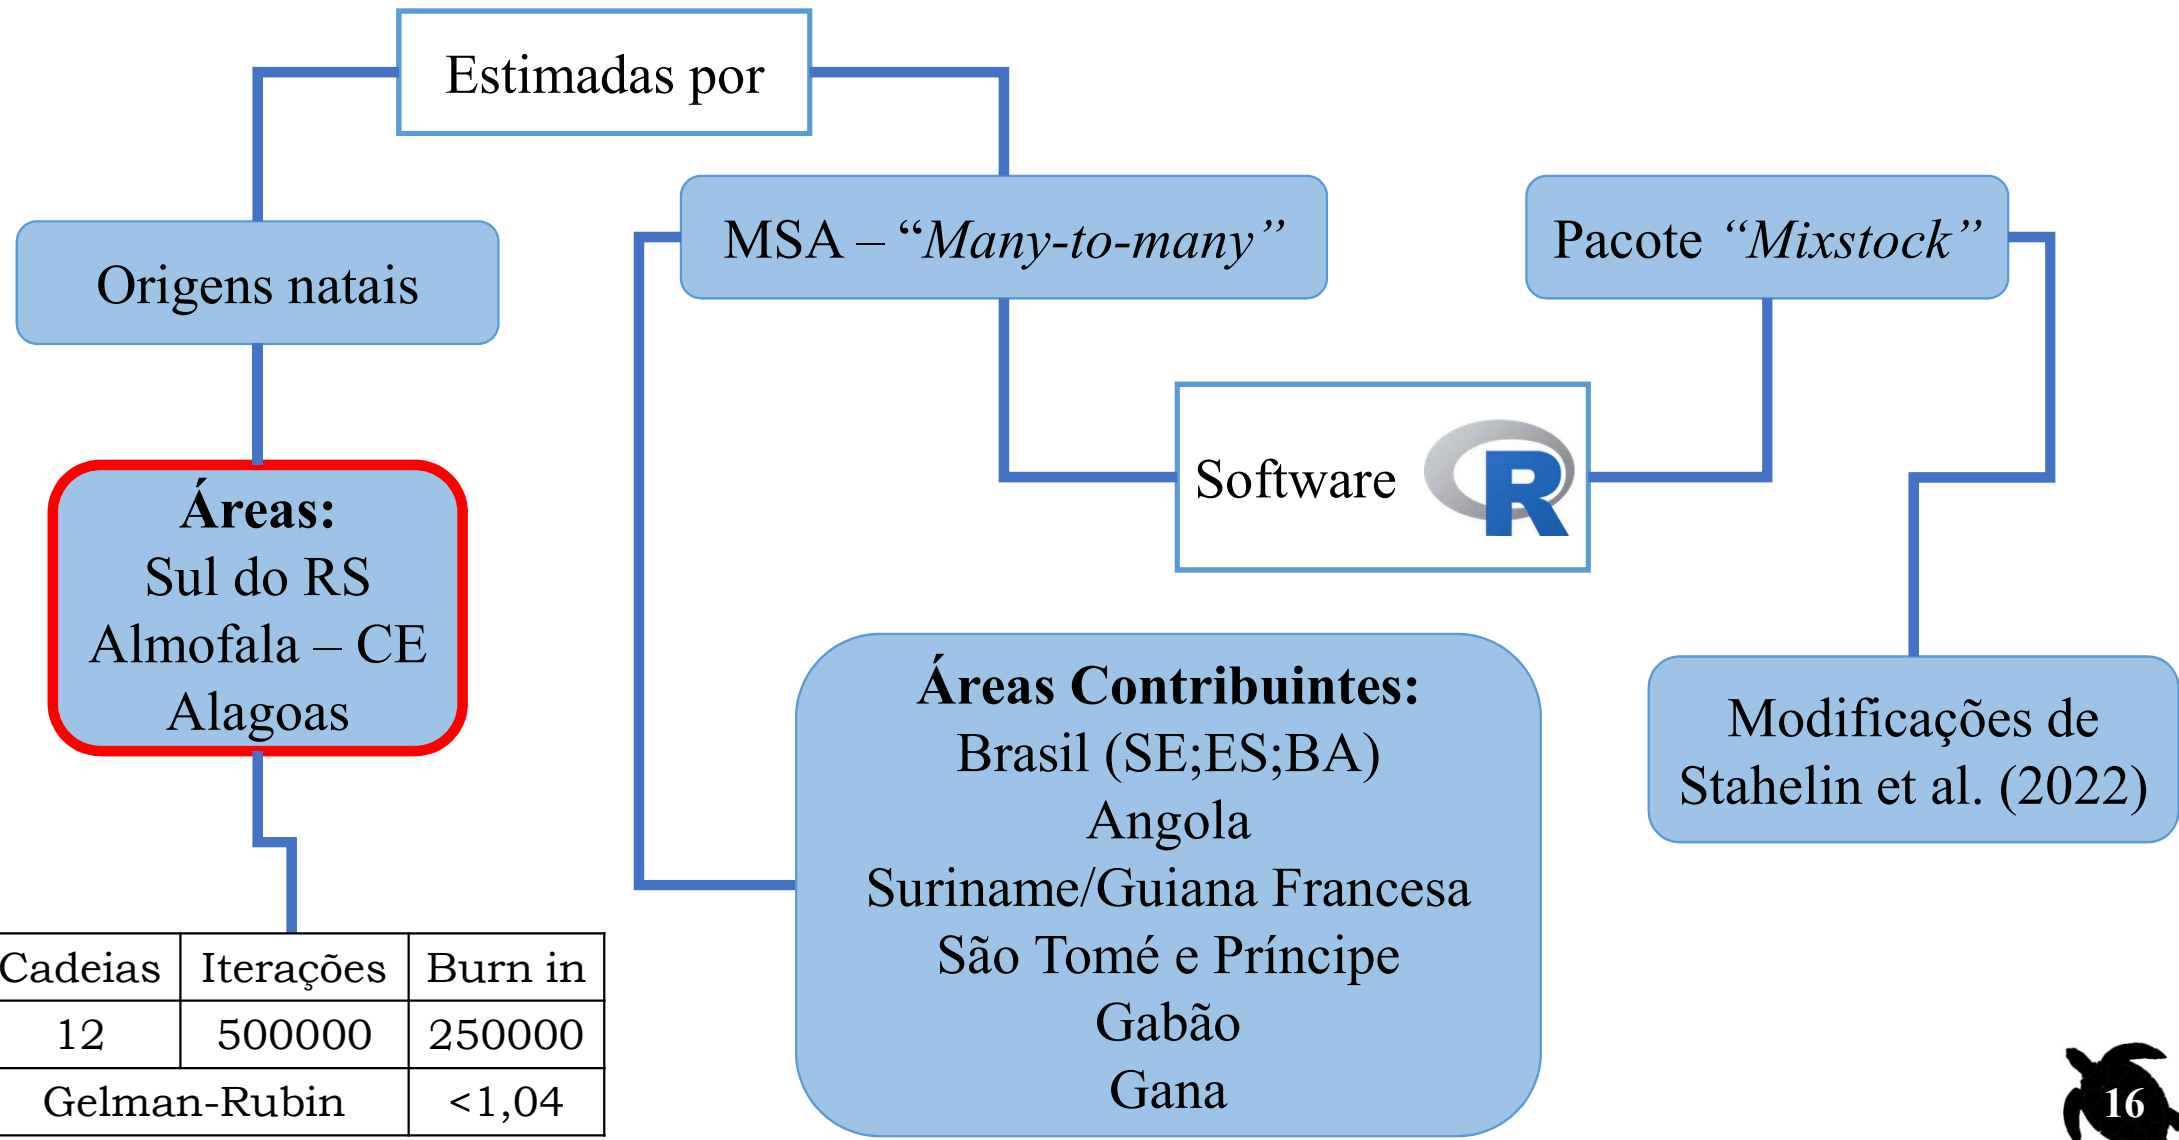 Estimadas por
Origens natais
MSA – “Many-to-many”
Pacote “Mixstock”
Software R
Áreas:
Sul do RS
Almofala – CE
Alagoas
Áreas Contribuintes:
Brasil (SE;ES;BA)
Angola
Suriname/Guiana Francesa
São Tomé e Príncipe
Gabão
Gana
Modificações de
Stahelin et al. (2022)
Cadeias Iterações Burn in
12 500000 250000
Gelman-Rubin <1,04
16